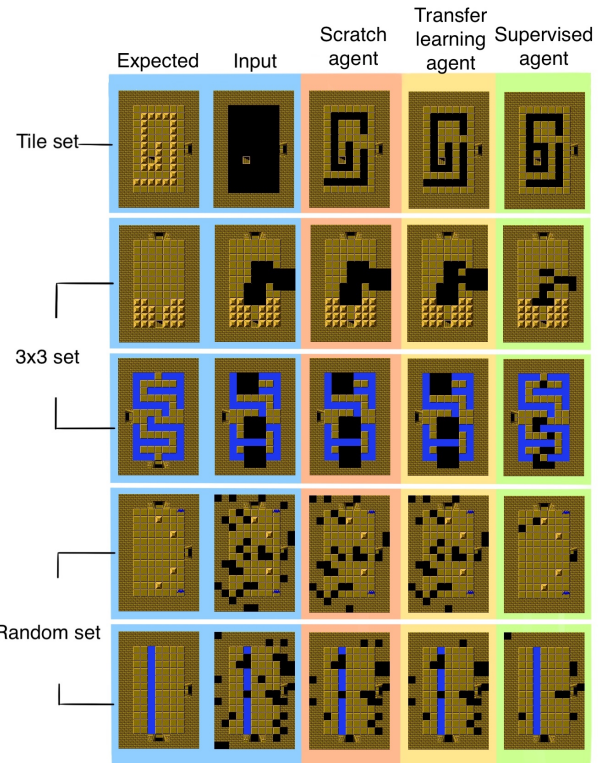 Expected
Input
Scratch
agent
Transfer
learning
agent
Supervised
agent
Tile set
3x3 set
Random set